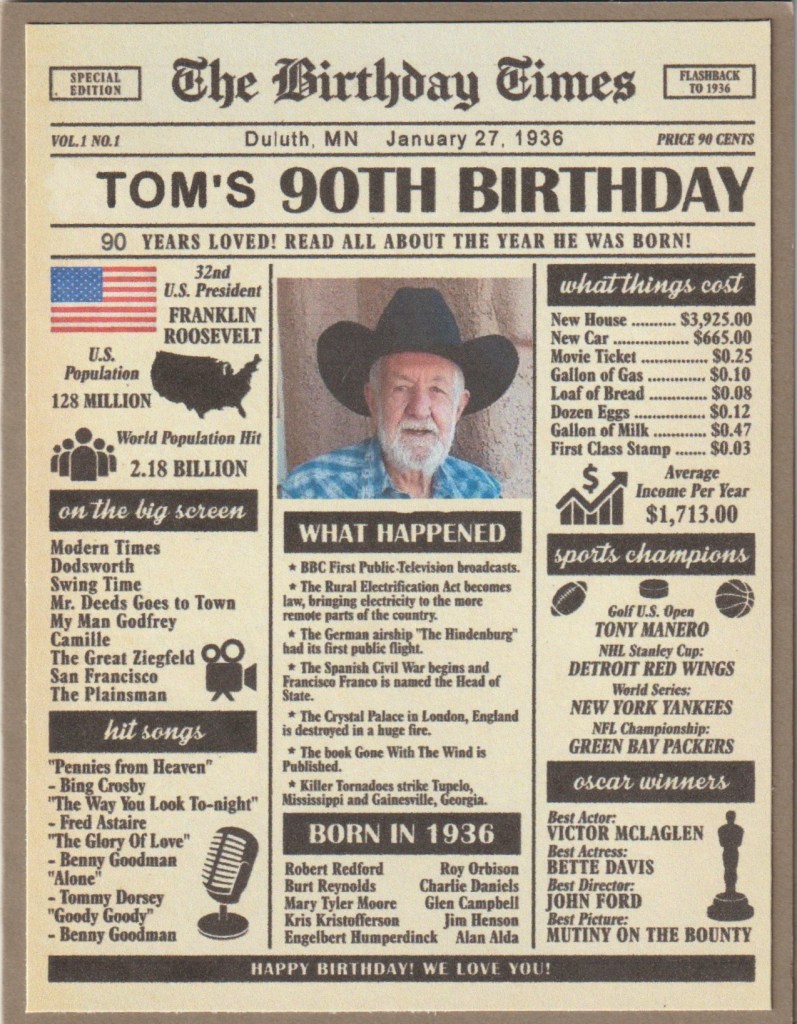 SPECIAL EDITION
The Birthday Times
FLASHBACK TO 1936
VOL.1 NO.1
Duluth, MN January 27, 1936
PRICE 90 CENTS
TOM'S 90TH BIRTHDAY
90 YEARS LOVED! READ ALL ABOUT THE YEAR HE WAS BORN!
32nd
U.S. President
FRANKLIN
ROOSEVELT
U.S.
Population
128 MILLION
World Population Hit
2.18 BILLION
on the big screen
Modern Times
Dodsworth
Swing Time
Mr. Deeds Goes to Town
My Man Godfrey
Camille
The Great Ziegfeld
San Francisco
The Plainsman
hit songs
"Pennies from Heaven"
- Bing Crosby
"The Way You Look To-night"
- Fred Astaire
"The Glory Of Love"
- Benny Goodman
"Alone"
- Tommy Dorsey
"Goody Goody"
- Benny Goodman
WHAT HAPPENED
* BBC First Public-Television broadcasts.
* The Rural Electrification Act becomes
law, bringing electricity to the more
remote parts of the country.
* The German airship "The Hindenburg"
had its first public flight.
* The Spanish Civil War begins and
Francisco Franco is named the Head of
State.
* The Crystal Palace in London, England
is destroyed in a huge fire.
* The book Gone With The Wind is
Published.
* Killer Tornadoes strike Tupelo,
Mississippi and Gainesville, Georgia.
BORN IN 1936
Robert Redford Roy Orbison
Burt Reynolds Charlie Daniels
Mary Tyler Moore Glen Campbell
Kris Kristofferson Jim Henson
Engelbert Humperdinck Alan Alda
what things cost
New House ........... $3,925.00
New Car .................. $665.00
Movie Ticket ............... $0.25
Gallon of Gas .............. $0.10
Loaf of Bread .............. $0.08
Dozen Eggs ................. $0.12
Gallon of Milk ............ $0.47
First Class Stamp ....... $0.03
Average
Income Per Year
$1,713.00
sports champions
Golf U.S. Open
TONY MANERO
NHL Stanley Cup:
DETROIT RED WINGS
World Series:
NEW YORK YANKEES
NFL Championship:
GREEN BAY PACKERS
oscar winners
Best Actor:
VICTOR MCLAGLEN
Best Actress:
BETTE DAVIS
Best Director:
JOHN FORD
Best Picture:
MUTINY ON THE BOUNTY
HAPPY BIRTHDAY! WE LOVE YOU!